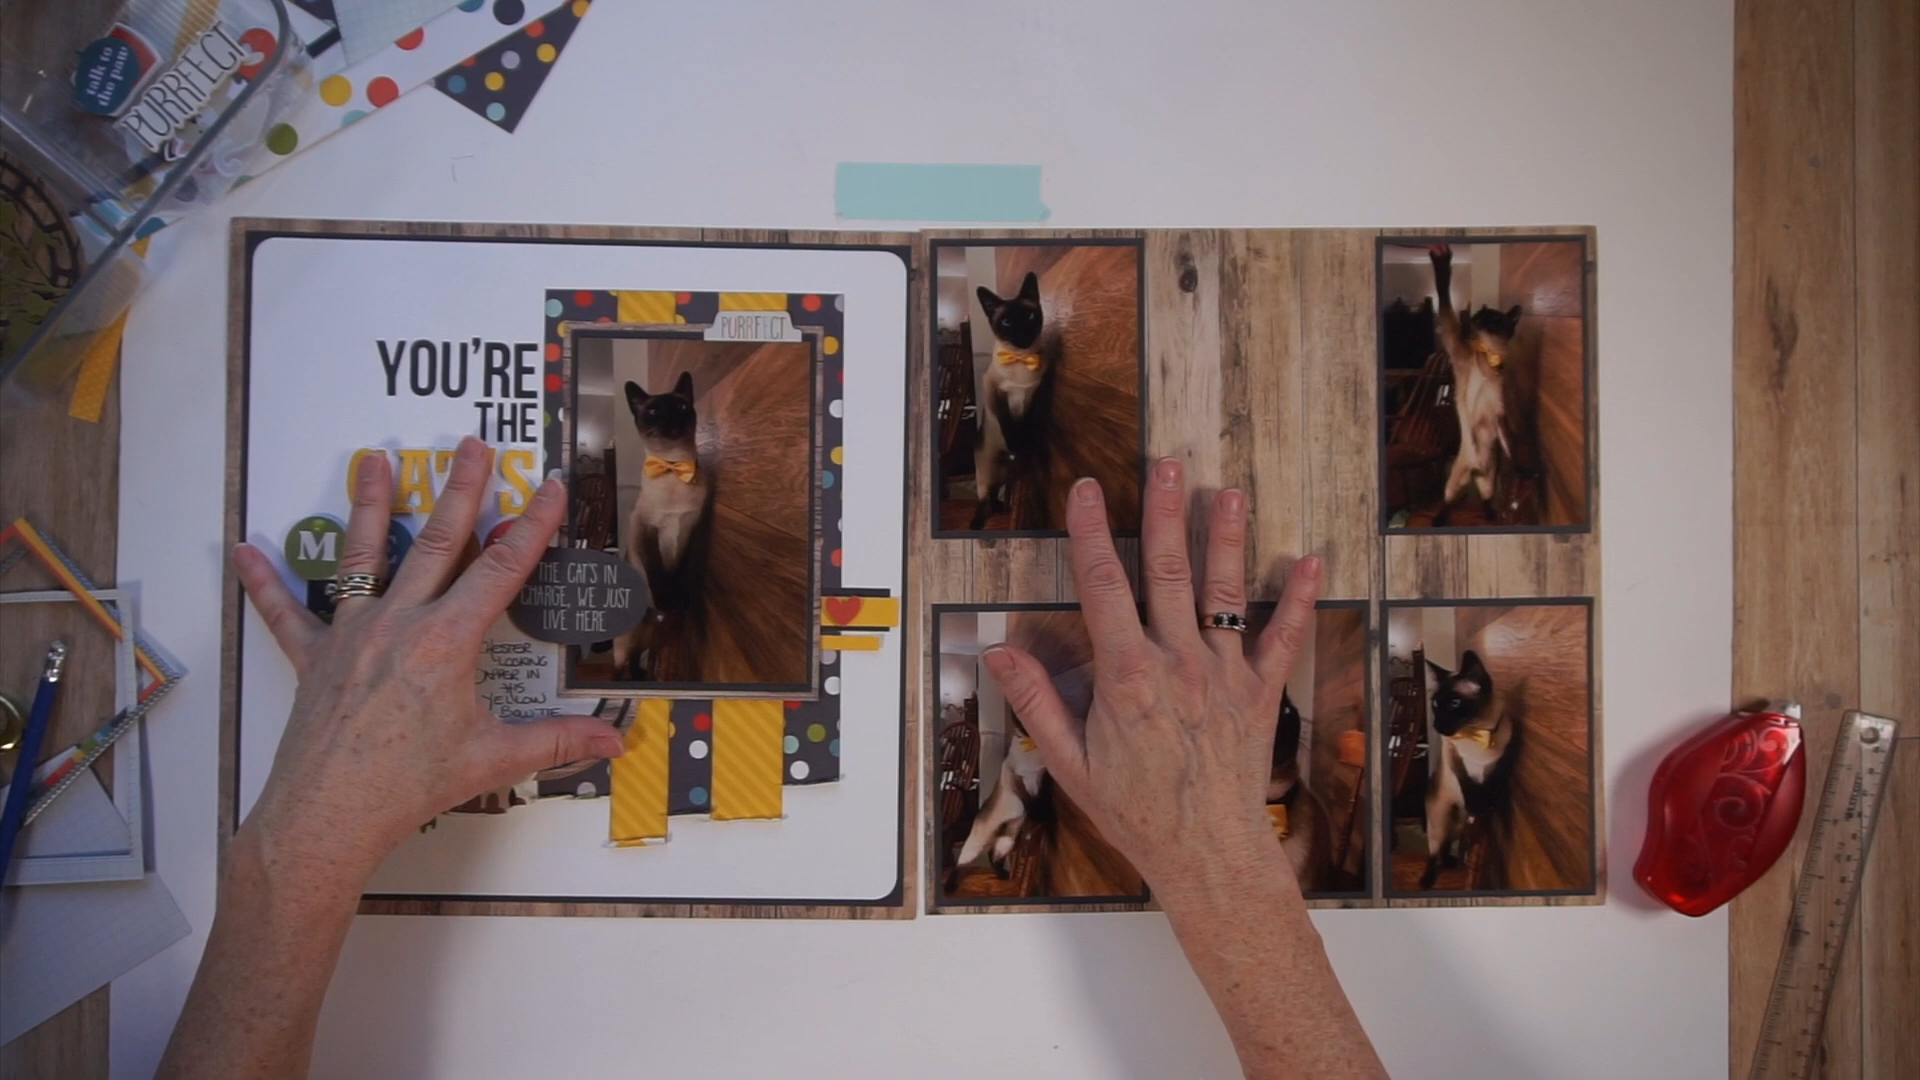 talk to
the paw
PURRFECT
YOU'RE
THE
CAT'S
M
PURRFECT
THE CAT'S IN
CHARGE, WE JUST
LIVE HERE
CHESTER
LOOKING
DAPPER IN
HIS
YELLOW
BOWTIE